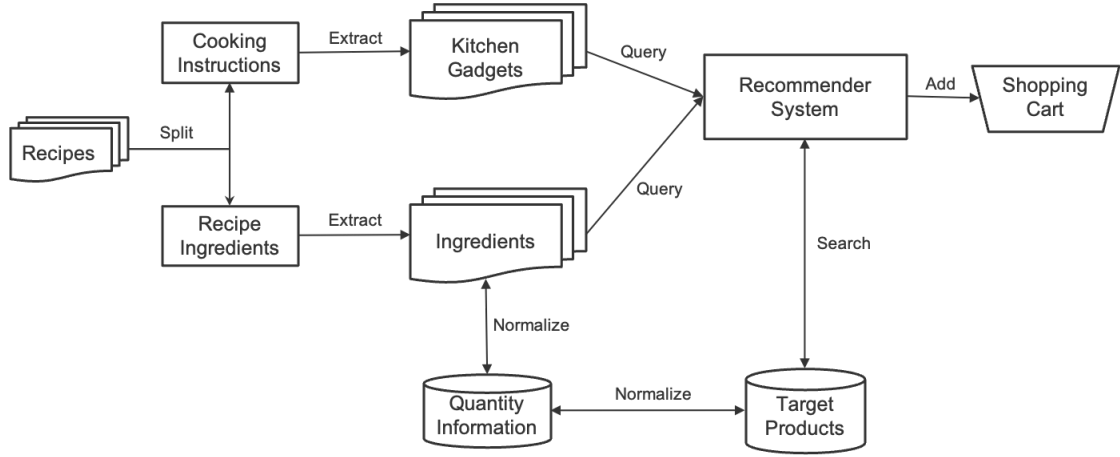 Cooking
Instructions
Extract
Kitchen
Gadgets
Query
Recommender
System
Add
Shopping
Cart
Recipes
Split
Recipe
Ingredients
Extract
Ingredients
Query
Search
Normalize
Quantity
Information
Normalize
Target
Products